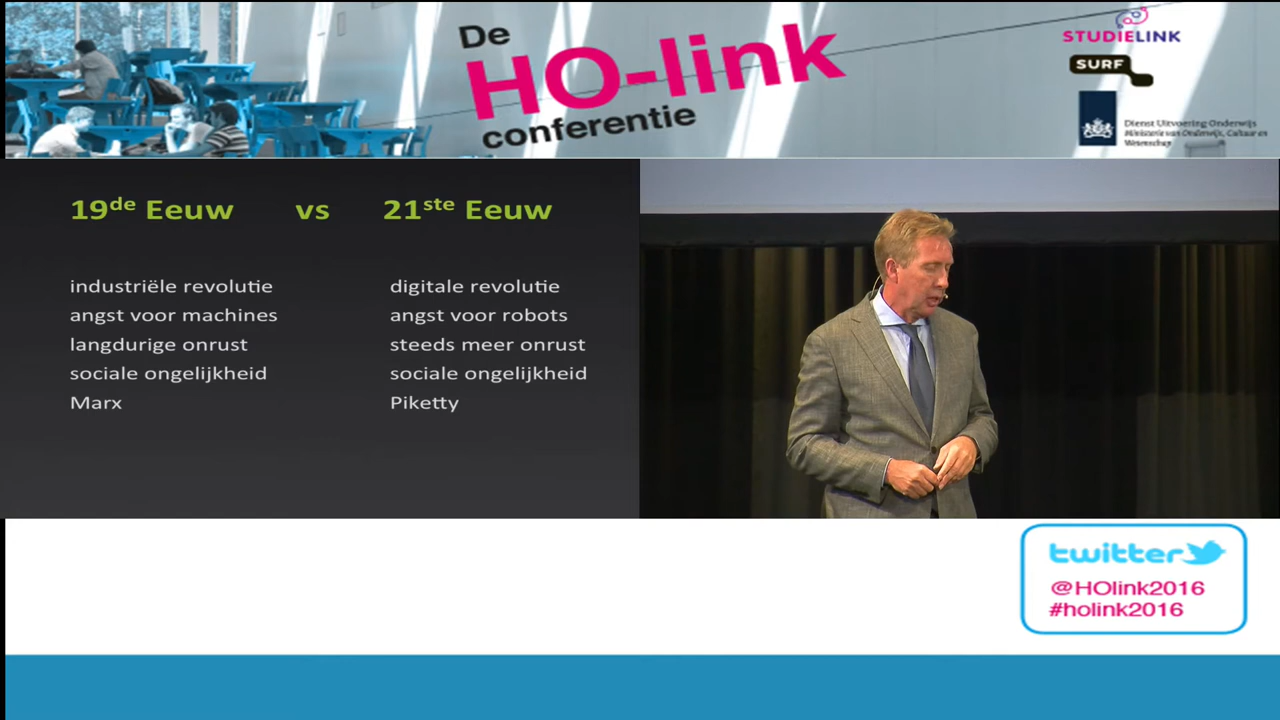 De
HO-link
conferentie
STUDIELINK
SURF
Dienst Uitvoering Onderwijs
Ministerie van Onderwijs, Cultuur en
Wetenschap
19de Eeuw vs 21ste Eeuw
industriële revolutie digitale revolutie
angst voor machines angst voor robots
langdurige onrust steeds meer onrust
sociale ongelijkheid sociale ongelijkheid
Marx Piketty
twitter
@HOlink2016
#holink2016